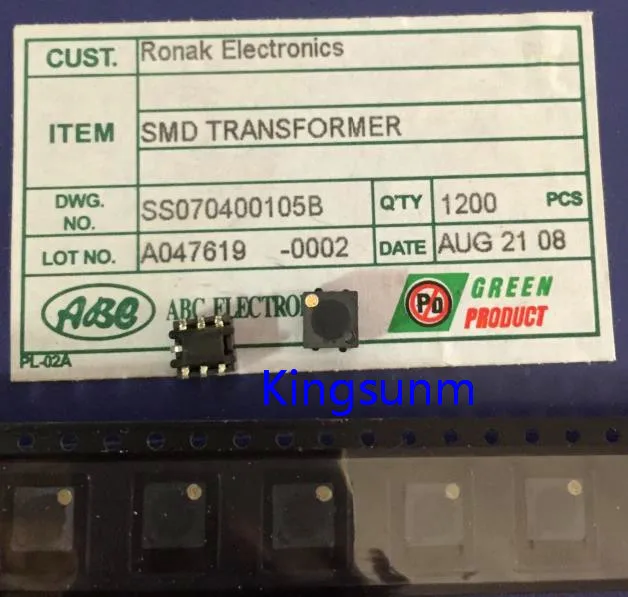 CUST. Ronak Electronics
ITEM SMD TRANSFORMER
DWG. NO. SS070400105B Q'TY 1200 PCS
LOT NO. A047619 -0002 DATE AUG 21 08
ABC ABC ELECTRO PD GREEN
PRODUCT
PL-02A
Kingsunm